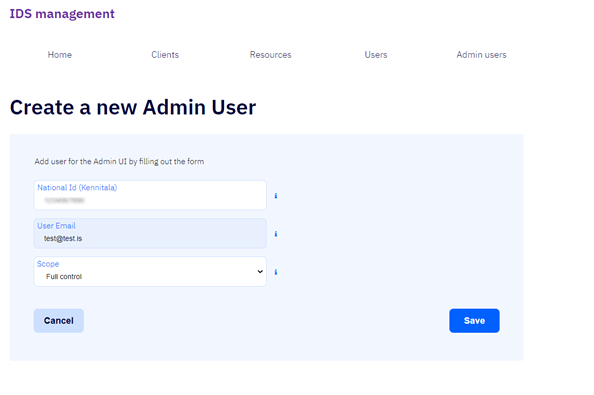 IDS management
Home Clients Resources Users Admin users
Create a new Admin User
Add user for the Admin UI by filling out the form
National Id (Kennitala)
User Email
test@test.is
Scope
Full control
Cancel Save